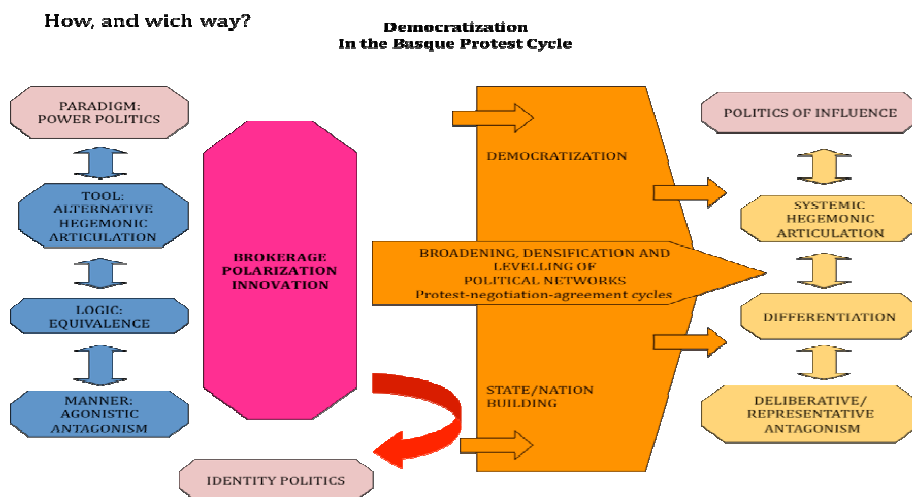 How, and wich way?
Democratization
In the Basque Protest Cycle
PARADIGM:
POWER POLITICS
TOOL:
ALTERNATIVE
HEGEMONIC
ARTICULATION
LOGIC:
EQUIVALENCE
MANNER:
AGONISTIC
ANTAGONISM
BROKERAGE
POLARIZATION
INNOVATION
IDENTITY POLITICS
DEMOCRATIZATION
BROADENING, DENSIFICATION AND
LEVELLING OF
POLITICAL NETWORKS
Protest-negotiation-agreement cycles
STATE/NATION
BUILDING
POLITICS OF INFLUENCE
SYSTEMIC
HEGEMONIC
ARTICULATION
DIFFERENTIATION
DELIBERATIVE/
REPRESENTATIVE
ANTAGONISM